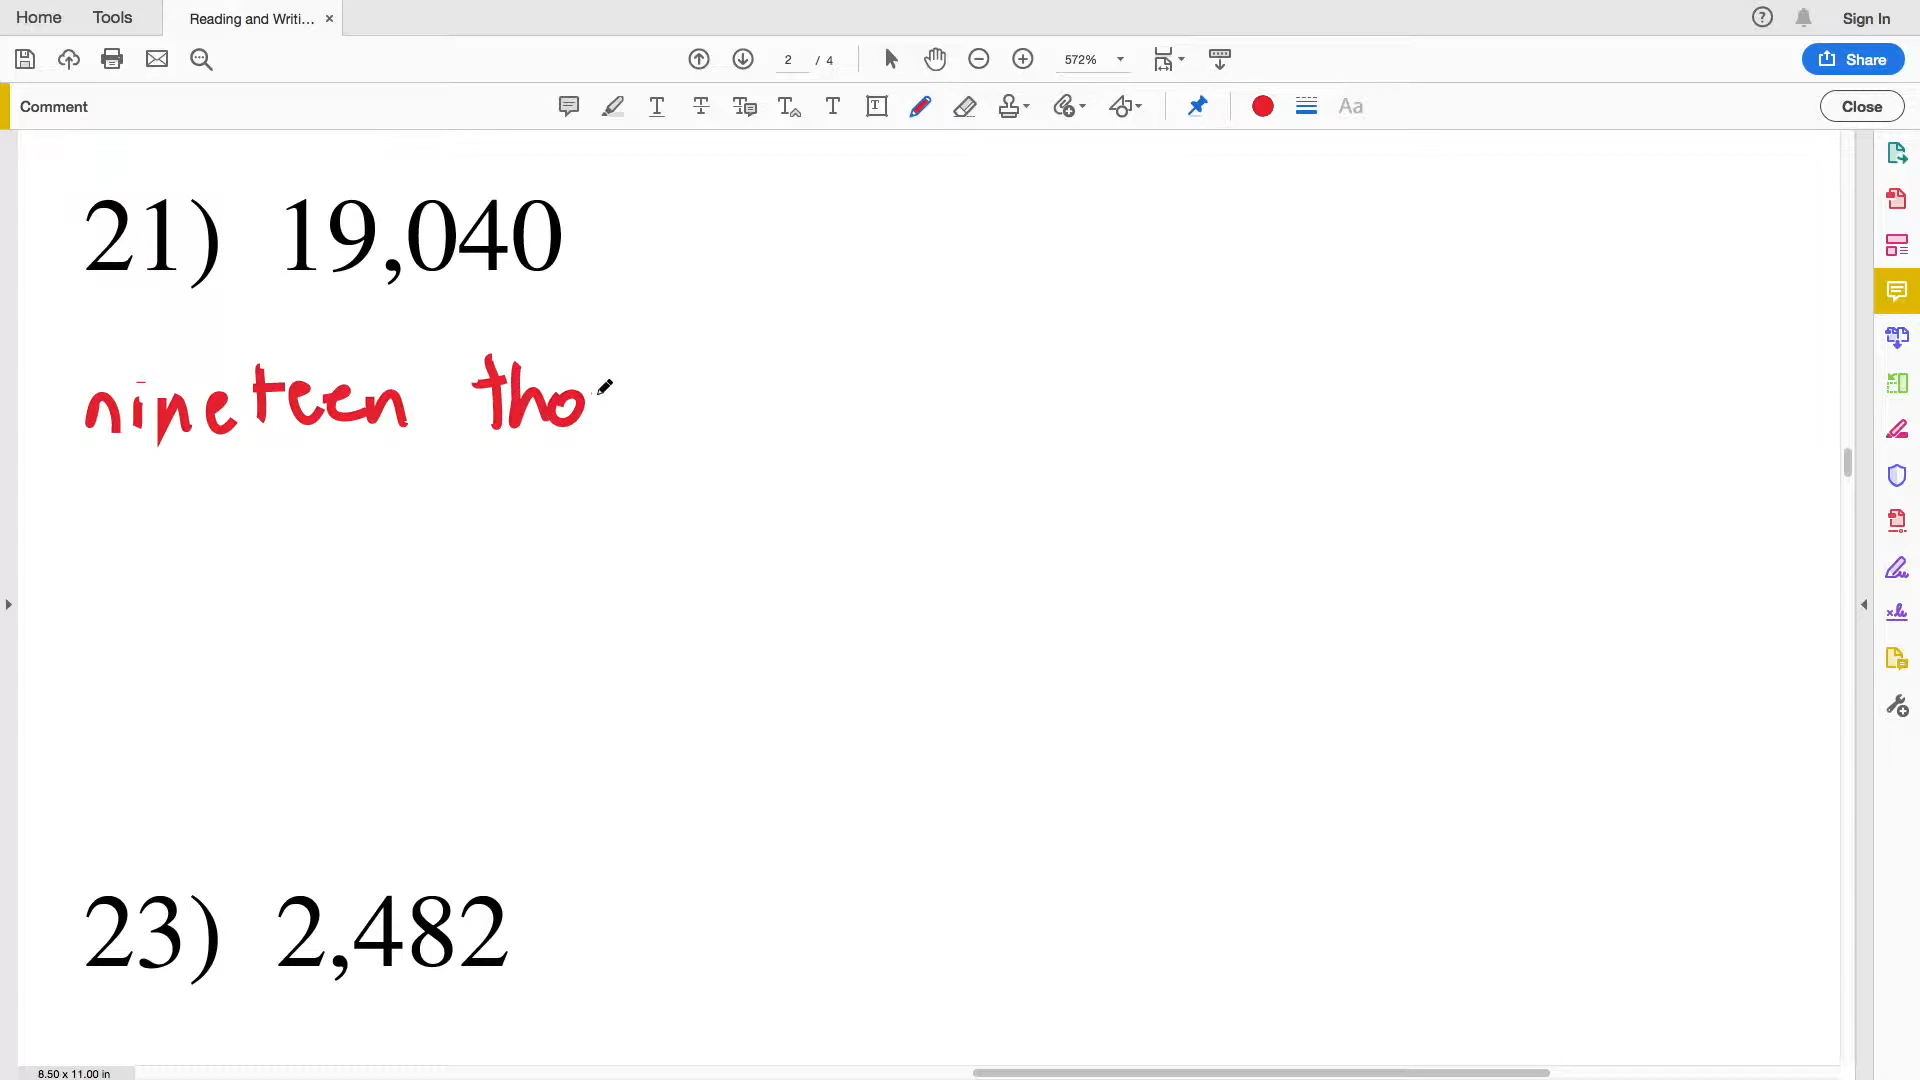 Home Tools Reading and Writi... × Sign In
2 / 4 572% Share
Comment Aa Close
21) 19,040
nineteen tho
23) 2,482
8.50 x 11.00 in